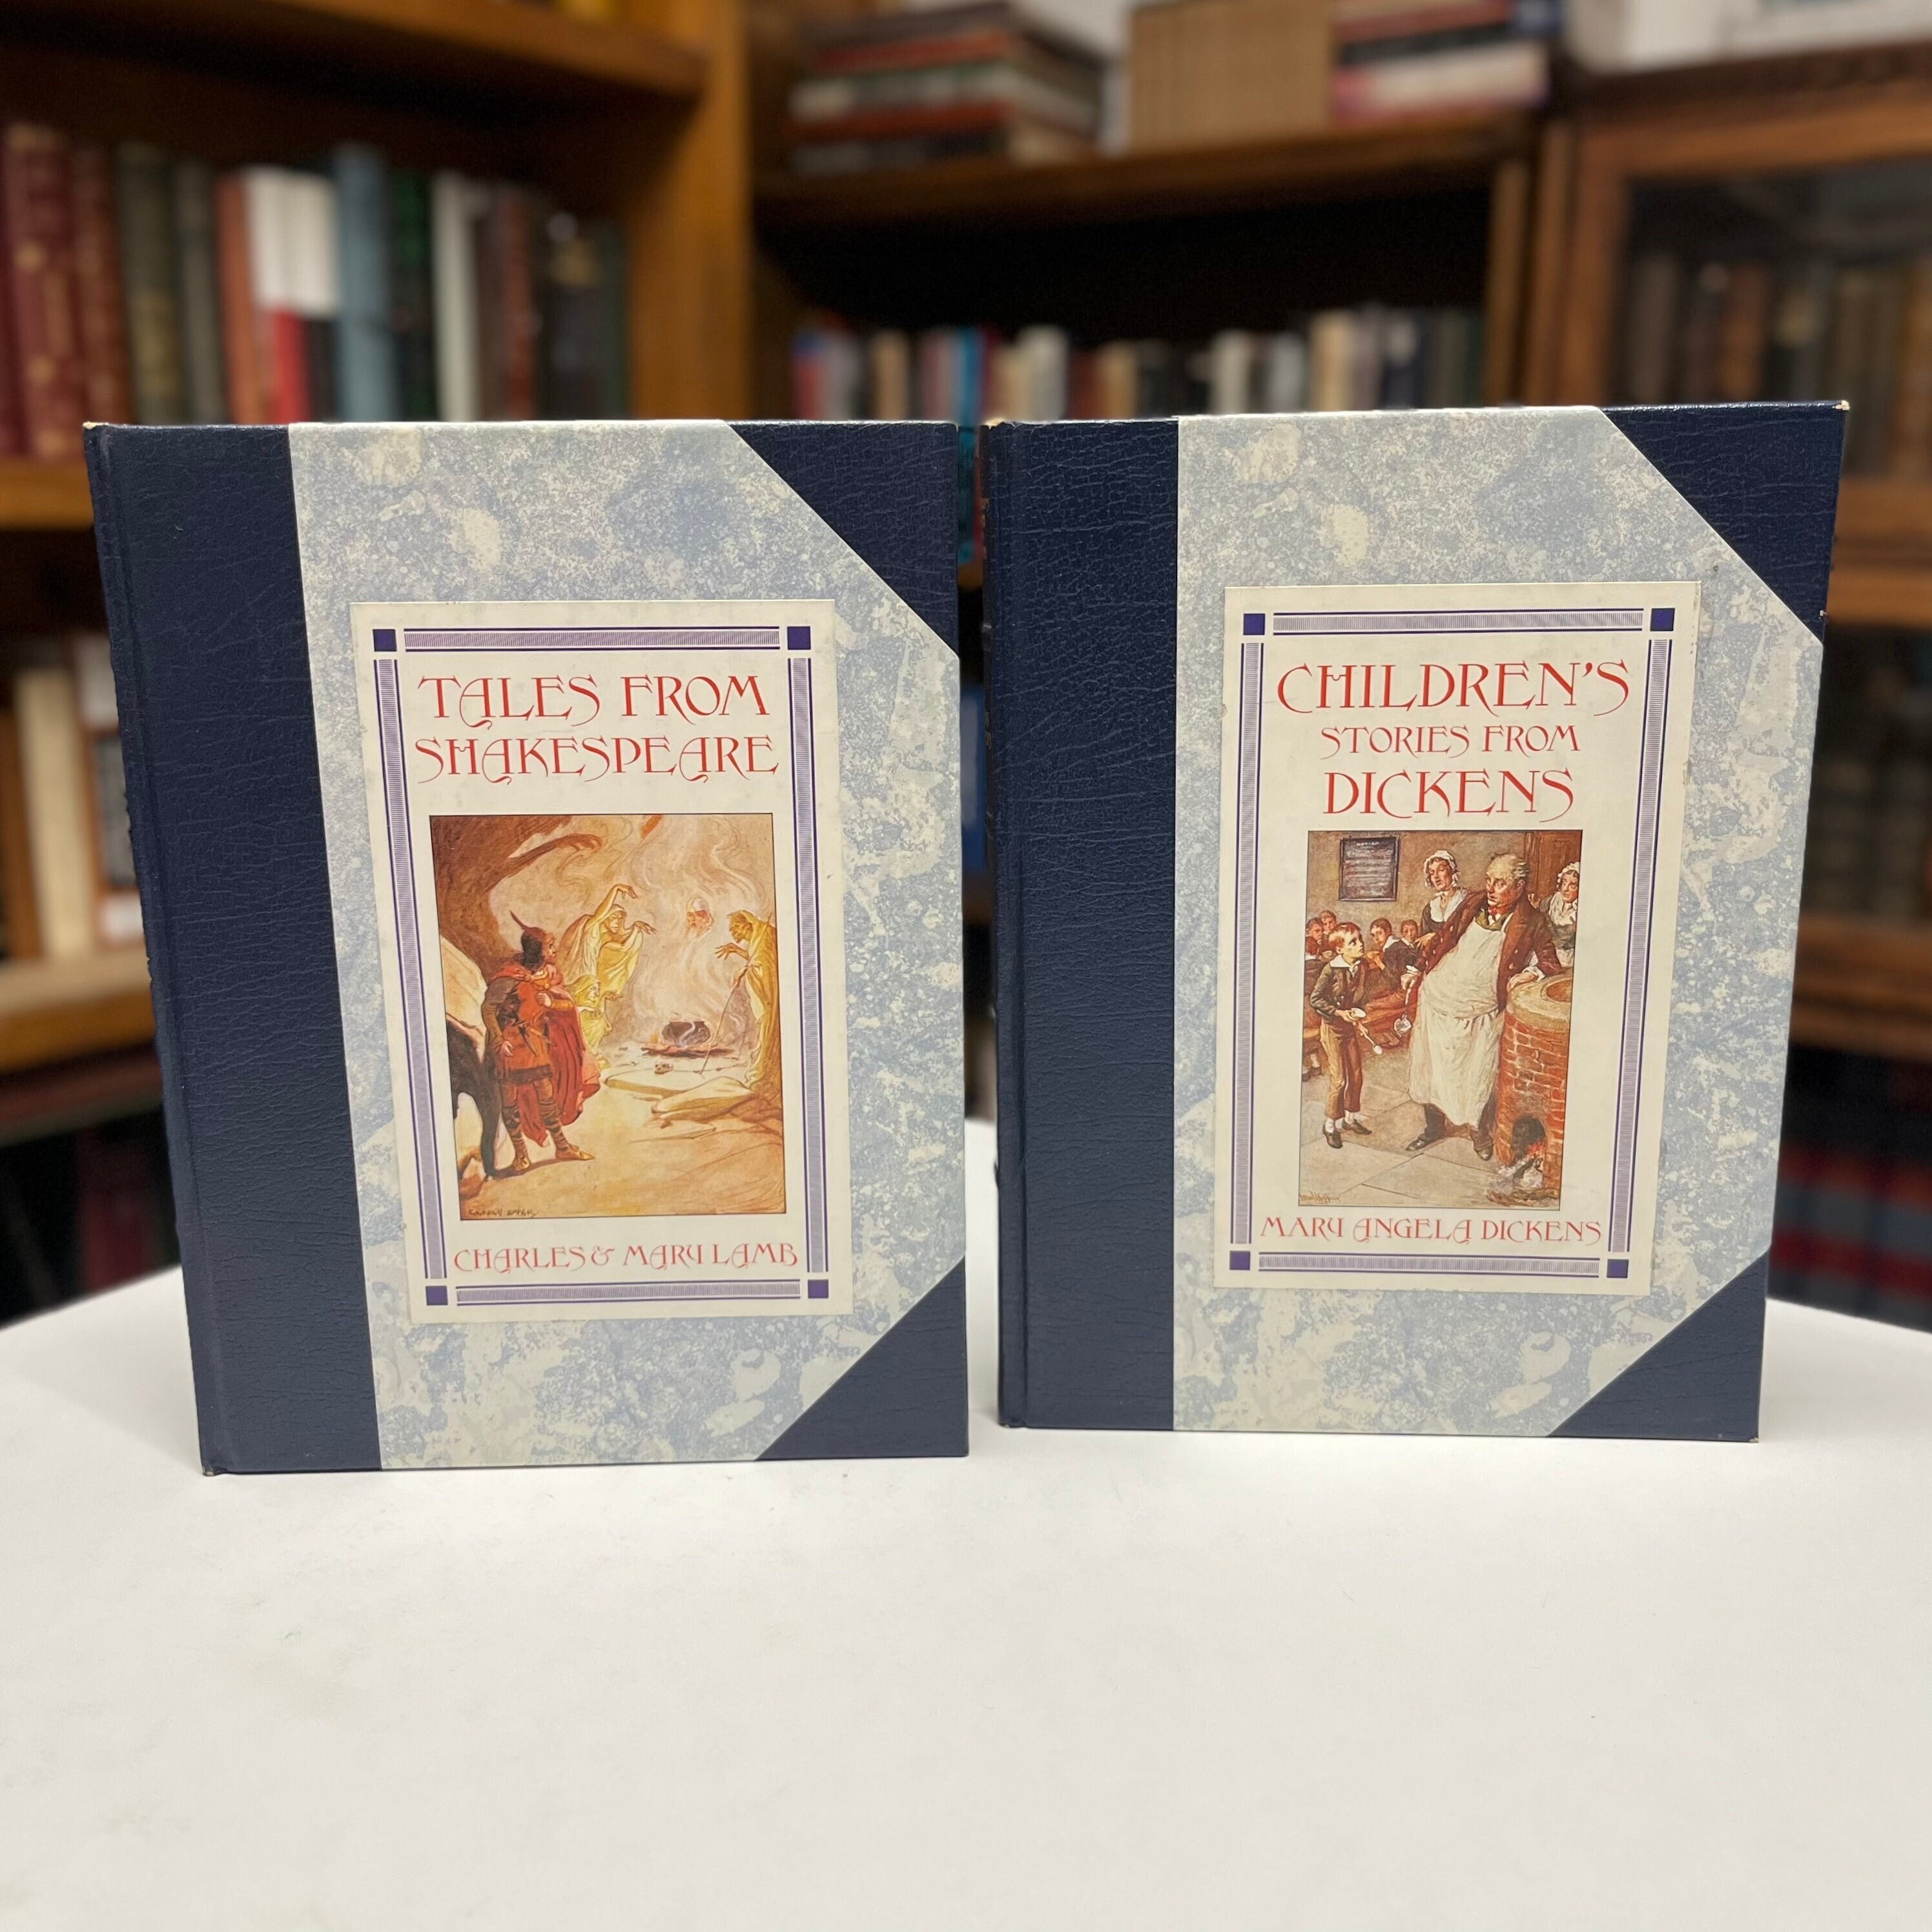 TALES FROM
SHAKESPEARE
CHARLES & MARY LAMB
CHILDREN'S
STORIES FROM
DICKENS
MARY ANGELA DICKENS